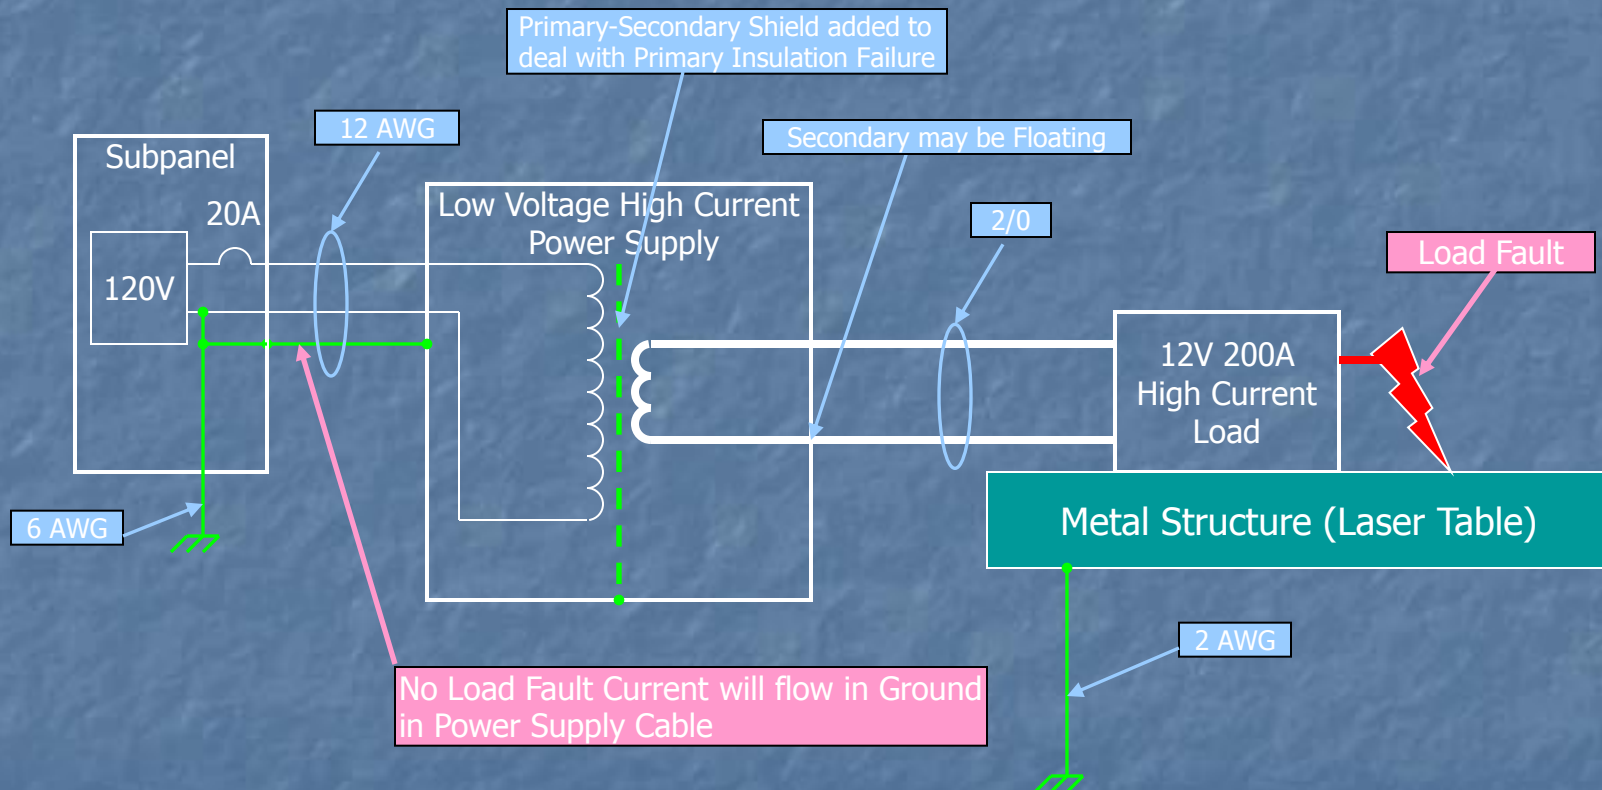 Primary-Secondary Shield added to
deal with Primary Insulation Failure
12 AWG
Secondary may be Floating
Subpanel
20A
120V
Low Voltage High Current
Power Supply
2/0
Load Fault
12V 200A
High Current
Load
Metal Structure (Laser Table)
6 AWG
2 AWG
No Load Fault Current will flow in Ground
in Power Supply Cable